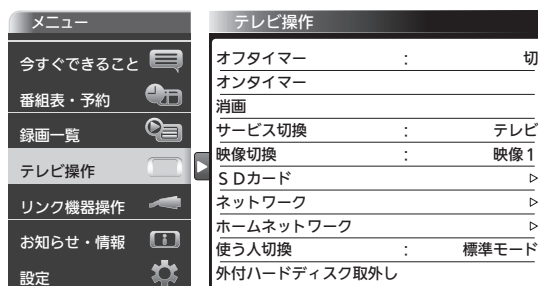 メニュー
今すぐできること
番組表・予約
録画一覧
テレビ操作
リンク機器操作
お知らせ・情報
設定
テレビ操作
オフタイマー : 切
オンタイマー
消画
サービス切換 : テレビ
映像切換 : 映像1
SDカード
ネットワーク
ホームネットワーク
使う人切換 : 標準モード
外付ハードディスク取外し